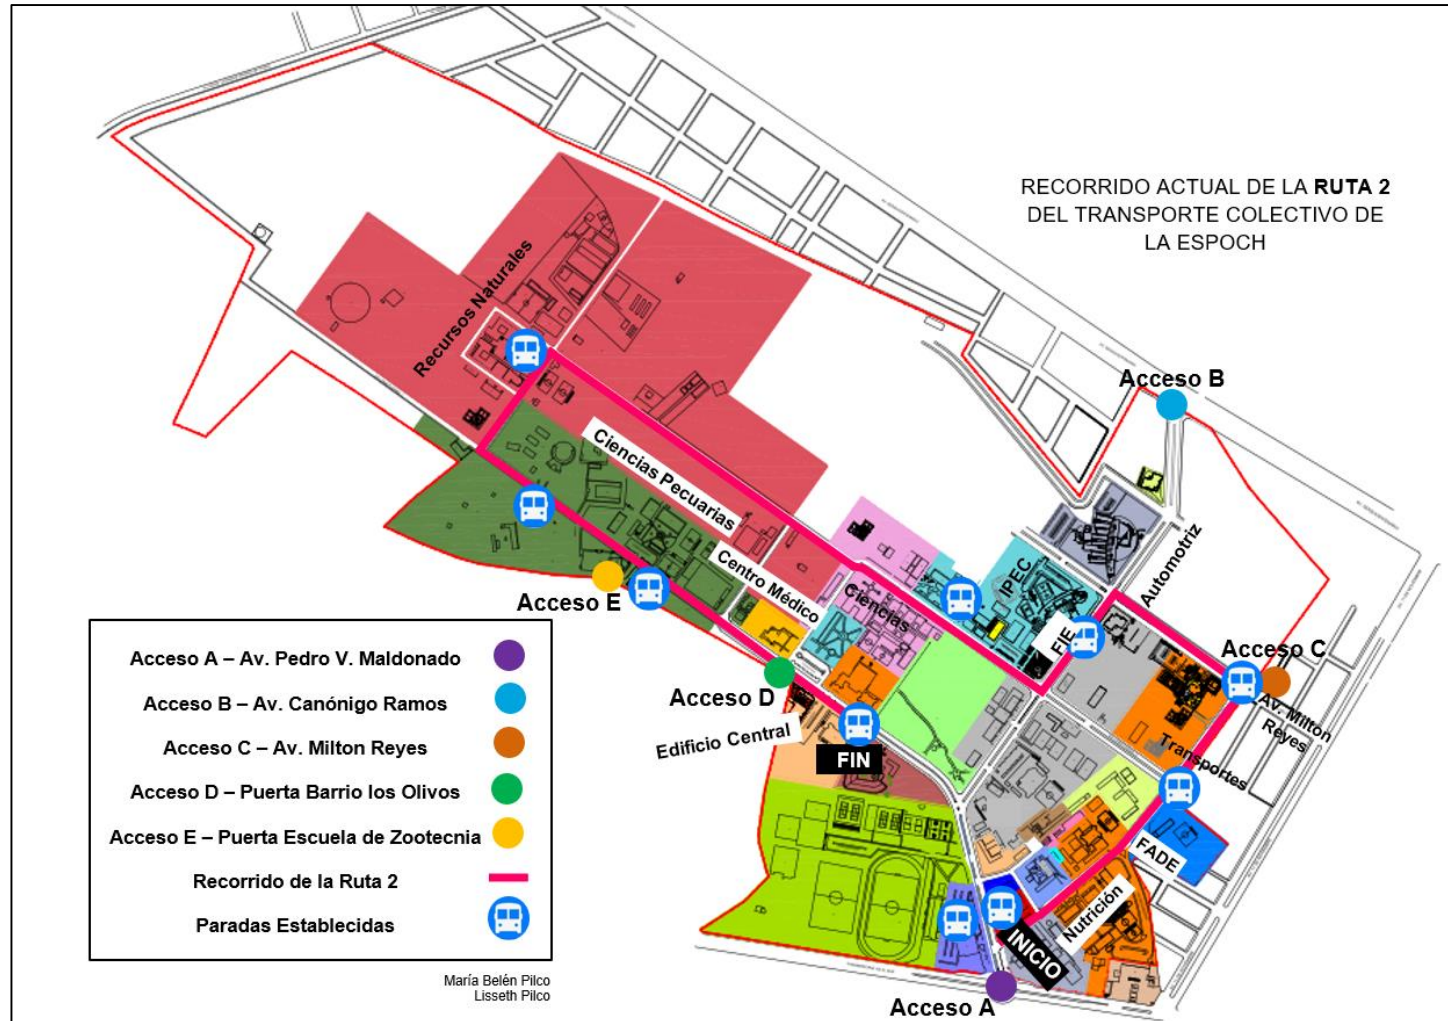 RECORRIDO ACTUAL DE LA RUTA 2
DEL TRANSPORTE COLECTIVO DE
LA ESPOCH
Recursos Naturales
Acceso B
Ciencias Pecuarias
Automotriz
IPEC
Centro Médico
Ciencias
FIE
Acceso E
Acceso C
Acceso D
Av. Milton
Reyes
Edificio Central
Transportes
FIN
FADE
Nutrición
INICIO
Acceso A
Acceso A – Av. Pedro V. Maldonado
Acceso B – Av. Canónigo Ramos
Acceso C – Av. Milton Reyes
Acceso D – Puerta Barrio los Olivos
Acceso E – Puerta Escuela de Zootecnia
Recorrido de la Ruta 2
Paradas Establecidas
María Belén Pilco
Lisseth Pilco